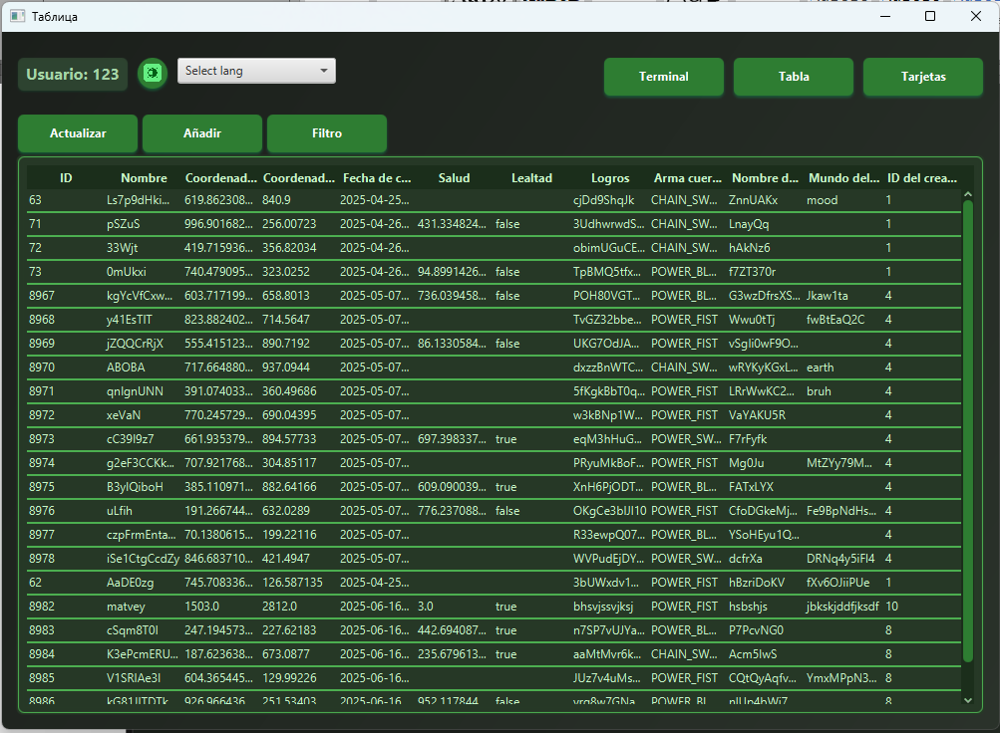 Таблица
Usuario: 123 Select lang Terminal Tabla Tarjetas
Actualizar Añadir Filtro
ID Nombre Coordenad... Coordenad... Fecha de c... Salud Lealtad Logros Arma cuer... Nombre d... Mundo del... ID del crea...
63 Ls7p9dHki... 619.862308... 840.9 2025-04-25... cjDd9ShqJk CHAIN_SW... ZnnUAKx mood 1
71 pSZuS 996.901682... 256.00723 2025-04-26... 431.334824... false 3UdhwrwdS... CHAIN_SW... LnayQq 1
72 33Wjt 419.715936... 356.82034 2025-04-26... obimUGuCE... CHAIN_SW... hAkNz6 1
73 0mUkxi 740.479095... 323.0252 2025-04-26... 94.8991426... false TpBMQ5tfx... POWER_BL... f7ZT370r 1
8967 kgYcVfCxw... 603.717199... 658.8013 2025-05-07... 736.039458... false POH80VGT... POWER_BL... G3wzDfrsXS... Jkaw1ta 4
8968 y41EsTIT 823.882402... 714.5647 2025-05-07... TvGZ32bbe... POWER_FIST Wwu0tTj fwBtEaQ2C 4
8969 jZQQCrRjX 555.415123... 890.7192 2025-05-07... 86.1330584... false UKG7OdJA... POWER_FIST vSgli0wF9O... 4
8970 ABOBA 717.664880... 937.0944 2025-05-07... dxzzBnWTC... CHAIN_SW... wRYKyKGxL... earth 4
8971 qnIgnUNN 391.074033... 360.49686 2025-05-07... 5fKgkBbT0q... POWER_FIST LRrWwKC2... bruh 4
8972 xeVaN 770.245729... 690.04395 2025-05-07... w3kBNp1W... POWER_FIST VaYAKU5R 4
8973 cC39I9z7 661.935379... 894.57733 2025-05-07... 697.398337... true eqM3hHuG... POWER_SW... F7rFyfk 4
8974 g2eF3CCKk... 707.921768... 304.85117 2025-05-07... PRyuMkBoF... POWER_FIST Mg0Ju MtZYy79M... 4
8975 B3ylQiboH 385.110971... 882.64166 2025-05-07... 609.090039... true XnH6PjODT... POWER_BL... FATxLYX 4
8976 uLfih 191.266744... 632.0289 2025-05-07... 776.237088... false OKgCe3bIJI10 POWER_FIST CfoDGkeMj... Fe9BpNdHs... 4
8977 czpFrmEnta... 70.1380615... 199.22116 2025-05-07... R33ewpQ07... POWER_BL... YSoHEyu1Q... 4
8978 iSe1CtgCcdZy 846.683710... 421.4947 2025-05-07... WVPudEjDY... POWER_SW... dcfrXa DRNq4y5iFl4 4
62 AaDE0zg 745.708336... 126.587135 2025-04-25... 3bUWxdv1... POWER_FIST hBzriDoKV fXv6OJiiPUe 1
8982 matvey 1503.0 2812.0 2025-06-16... 3.0 true bhsvjssvjksj POWER_FIST hsbshjs jbkskjddfjksdf 10
8983 cSqm8T0I 247.194573... 227.62183 2025-06-16... 442.694087... true n7SP7vUJYa... POWER_BL... P7PcvNG0 8
8984 K3ePcmERU... 187.623638... 673.0877 2025-06-16... 235.679613... true aaMtMvr6k... CHAIN_SW... Acm5lwS 8
8985 V1SRIAe3I 604.365445... 129.99226 2025-06-16... JUz7v4uMs... POWER_FIST CQtQyAqfv... YmxMPpN3... 8
8986 926.966436... 251.53403 2025-06-16... 952.117844... false POWER_BL... 8